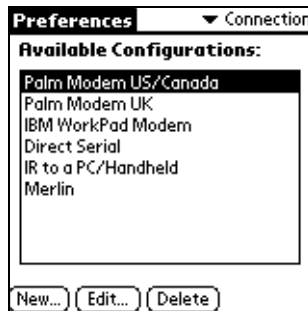 Preferences
Connection
Available Configurations:
Palm Modem US/Canada
Palm Modem UK
IBM WorkPad Modem
Direct Serial
IR to a PC/Handheld
Merlin
New... Edit... Delete